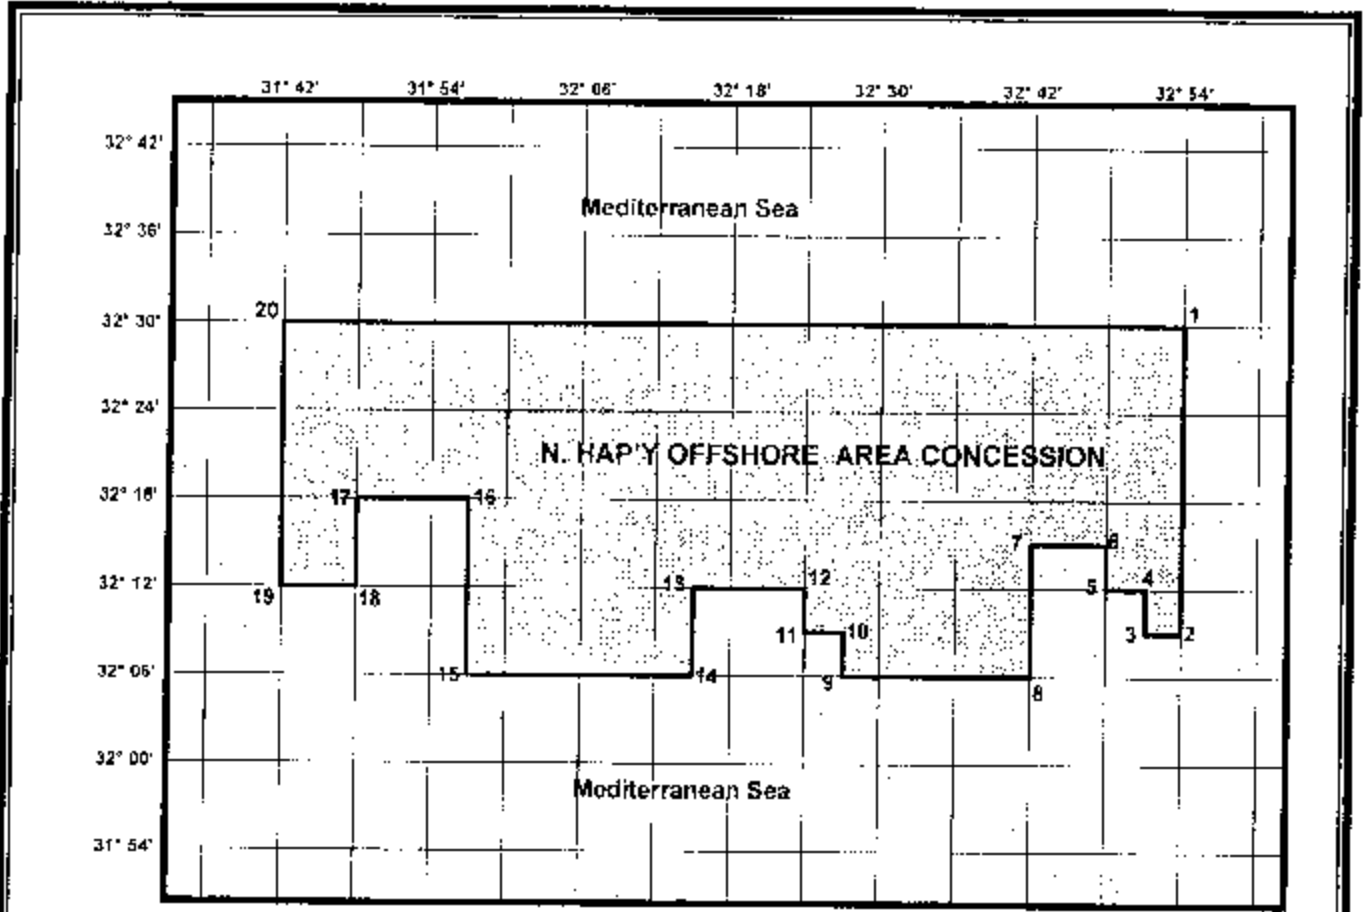 31° 42' 31° 54' 32° 06' 32° 18' 32° 30' 32° 42' 32° 54'
32° 42'
Mediterranean Sea
32° 36'
20 1
32° 30'
32° 24'
N. HAP'Y OFFSHORE AREA CONCESSION
32° 18' 17 16
7 6
32° 12' 13 12 5 4
19 18
11 10 3 2
32° 06' 15 14 9 8
32° 00'
Mediterranean Sea
31° 54'